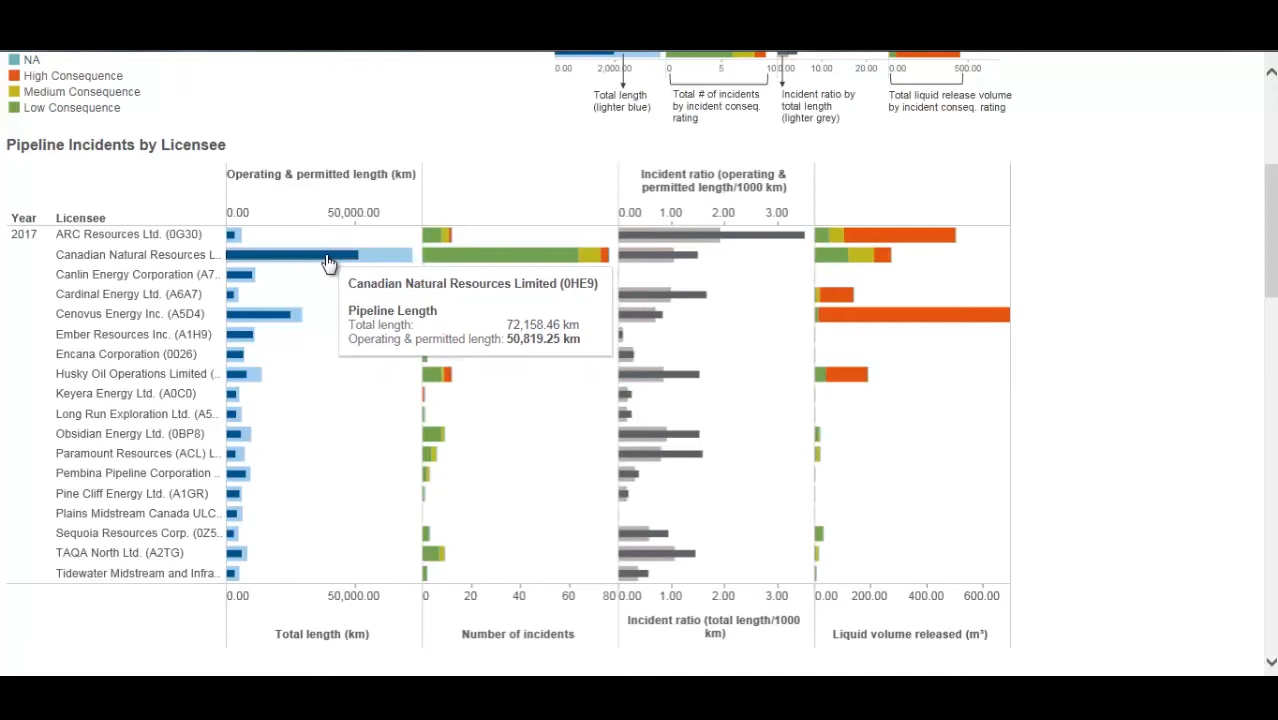 NA
High Consequence
Medium Consequence
Low Consequence
0.00 2,000.00 0 5 10 0.00 10.00 20.00 0.00 500.00
Total length
(lighter blue)
Total # of incidents
by incident conseq.
rating
Incident ratio by
total length
(lighter grey)
Total liquid release volume
by incident conseq. rating
Pipeline Incidents by Licensee
Operating & permitted length (km)
Incident ratio (operating &
permitted length/1000 km)
Year Licensee 0.00 50,000.00 0.00 1.00 2.00 3.00
2017 ARC Resources Ltd. (0G30)
Canadian Natural Resources L..
Canlin Energy Corporation (A7..
Cardinal Energy Ltd. (A6A7)
Cenovus Energy Inc. (A5D4)
Ember Resources Inc. (A1H9)
Encana Corporation (0026)
Husky Oil Operations Limited (..
Keyera Energy Ltd. (A0C0)
Long Run Exploration Ltd. (A5..
Obsidian Energy Ltd. (0BP8)
Paramount Resources (ACL) L..
Pembina Pipeline Corporation ..
Pine Cliff Energy Ltd. (A1GR)
Plains Midstream Canada ULC..
Sequoia Resources Corp. (0Z5..
TAQA North Ltd. (A2TG)
Tidewater Midstream and Infra..
Canadian Natural Resources Limited (0HE9)
Pipeline Length
Total length: 72,158.46 km
Operating & permitted length: 50,819.25 km
0.00 50,000.00 0 20 40 60 80 0.00 1.00 2.00 3.00 0.00 200.00 400.00 600.00
Total length (km)
Number of incidents
Incident ratio (total length/1000
km)
Liquid volume released (m³)